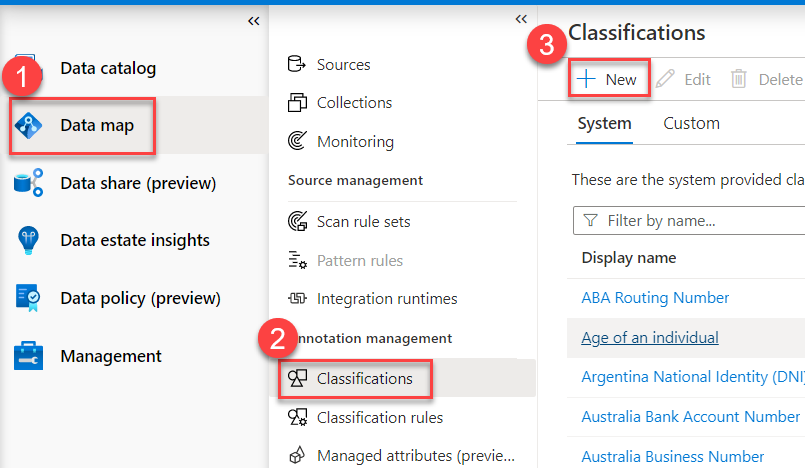 Data catalog
1
Data map
Data share (preview)
Data estate insights
Data policy (preview)
Management
Sources
Collections
Monitoring
Source management
Scan rule sets
Pattern rules
Integration runtimes
2
nnotation management
Classifications
Classification rules
Managed attributes (previe...
Classifications
3
New Edit Delete
System Custom
These are the system provided cla
Filter by name...
Display name
ABA Routing Number
Age of an individual
Argentina National Identity (DNI)
Australia Bank Account Number
Australia Business Number